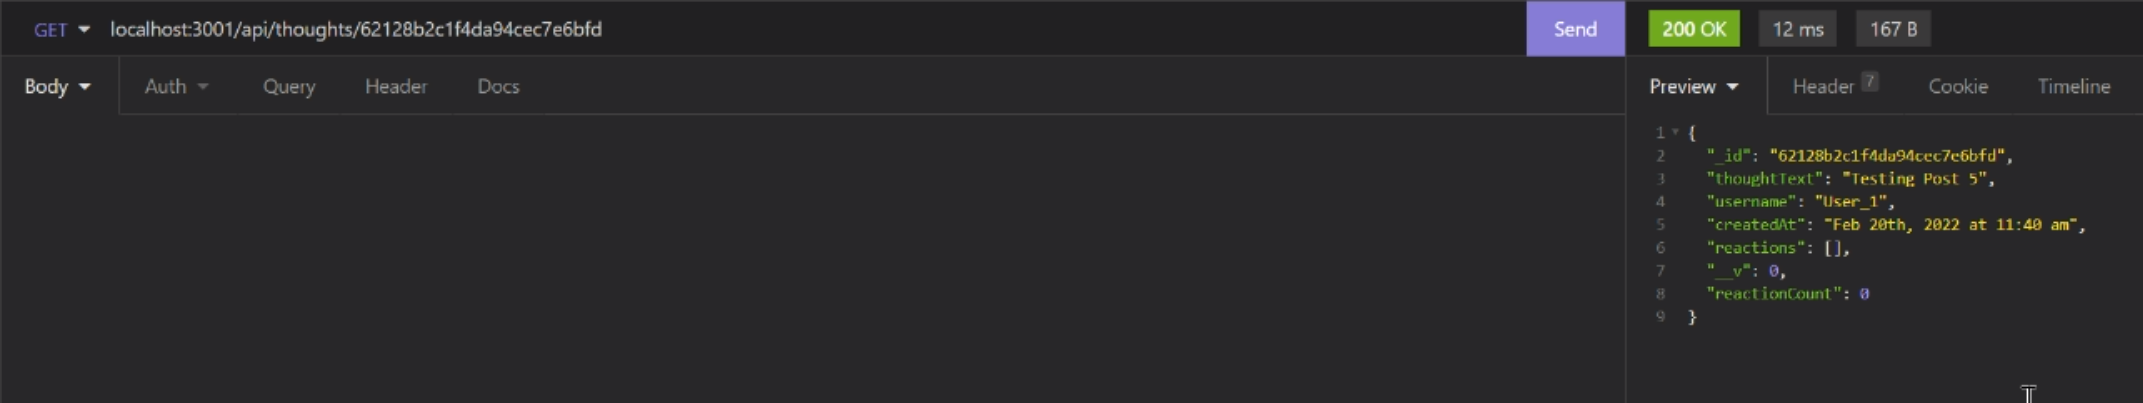 GET localhost:3001/api/thoughts/62128b2c1f4da94cec7e6bfd Send 200 OK 12 ms 167 B
Body Auth Query Header Docs Preview Header 7 Cookie Timeline
1 {
2 "_id": "62128b2c1f4da94cec7e6bfd",
3 "thoughtText": "Testing Post 5",
4 "username": "User_1",
5 "createdAt": "Feb 20th, 2022 at 11:40 am",
6 "reactions": [],
7 "__v": 0,
8 "reactionCount": 0
9 }